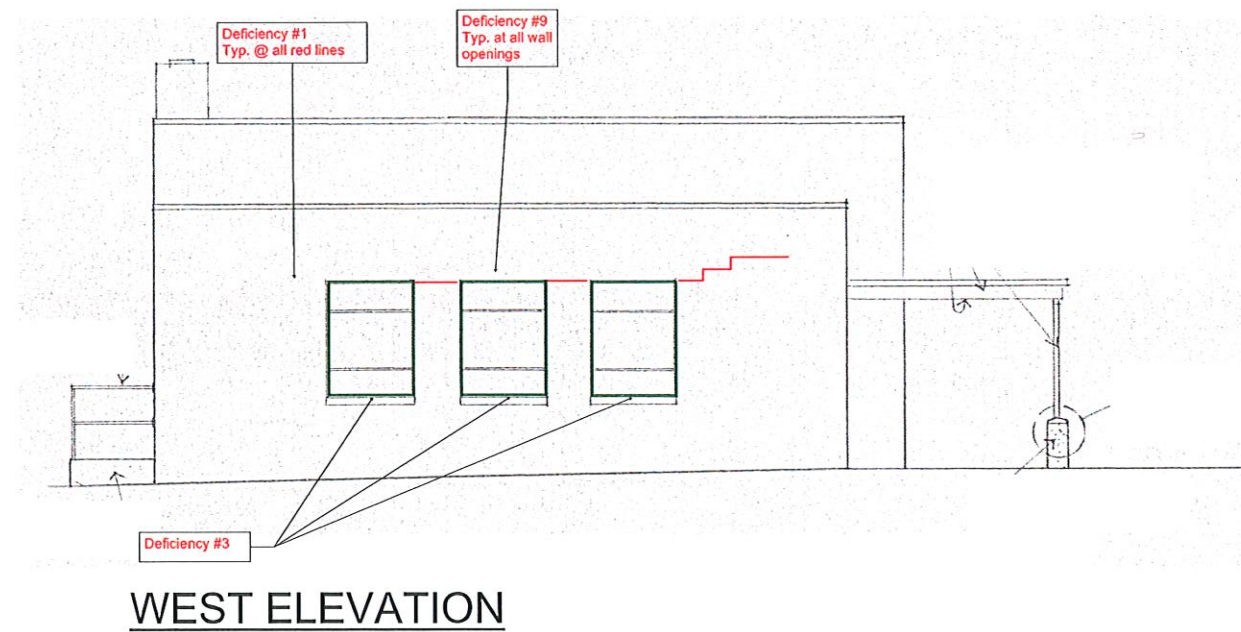 Deficiency #1
Typ. @ all red lines
Deficiency #9
Typ. at all wall
openings
Deficiency #3
WEST ELEVATION